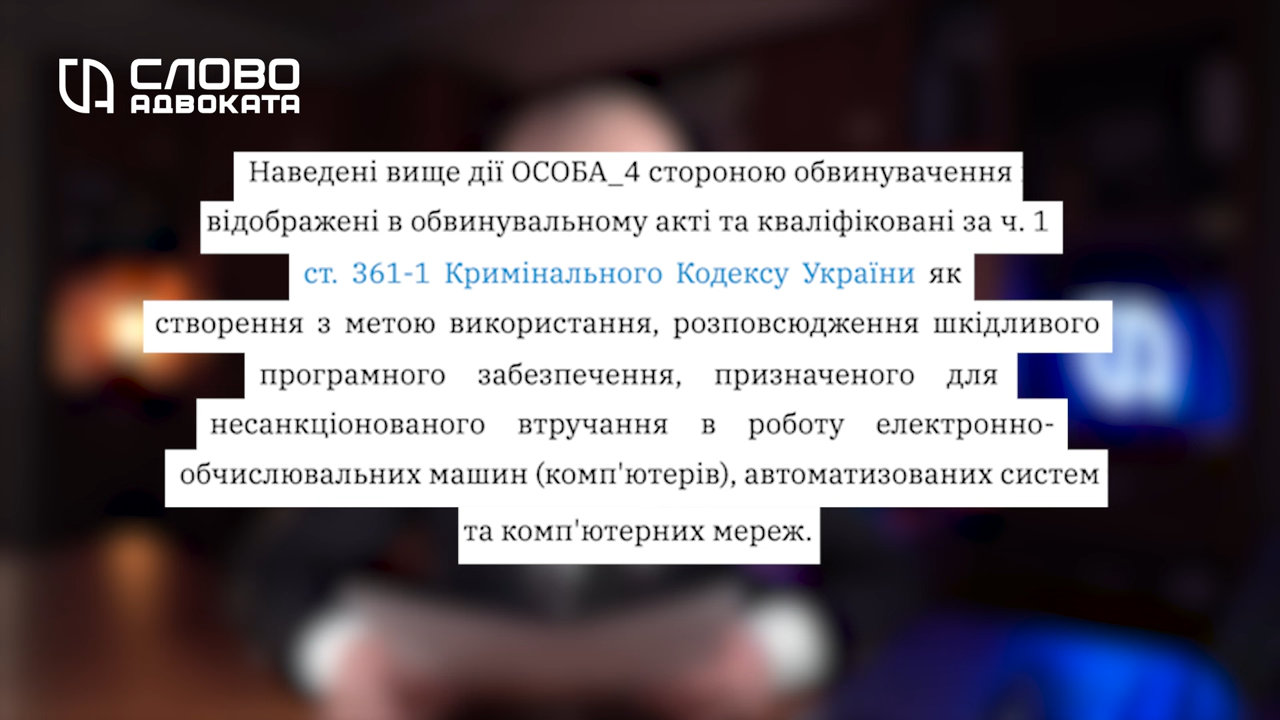 СЛОВО
АДВОКАТА
Наведені вище дії ОСОБА_4 стороною обвинувачення
відображені в обвинувальному акті та кваліфіковані за ч. 1
ст. 361-1 Кримінального Кодексу України як
створення з метою використання, розповсюдження шкідливого
програмного забезпечення, призначеного для
несанкціонованого втручання в роботу електронно-
обчислювальних машин (комп'ютерів), автоматизованих систем
та комп'ютерних мереж.